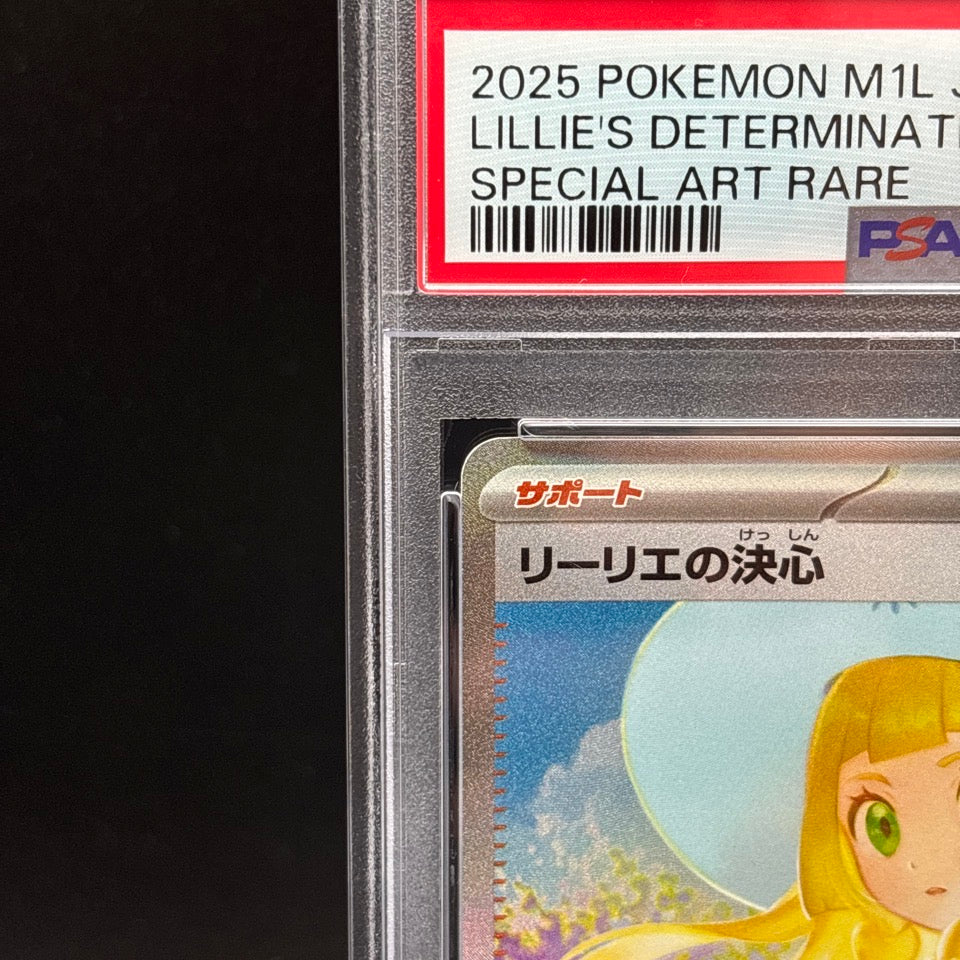 2025 POKEMON M1L J
LILLIE'S DETERMINATI
SPECIAL ART RARE
PSA
サポート
けっ しん
リーリエの決心